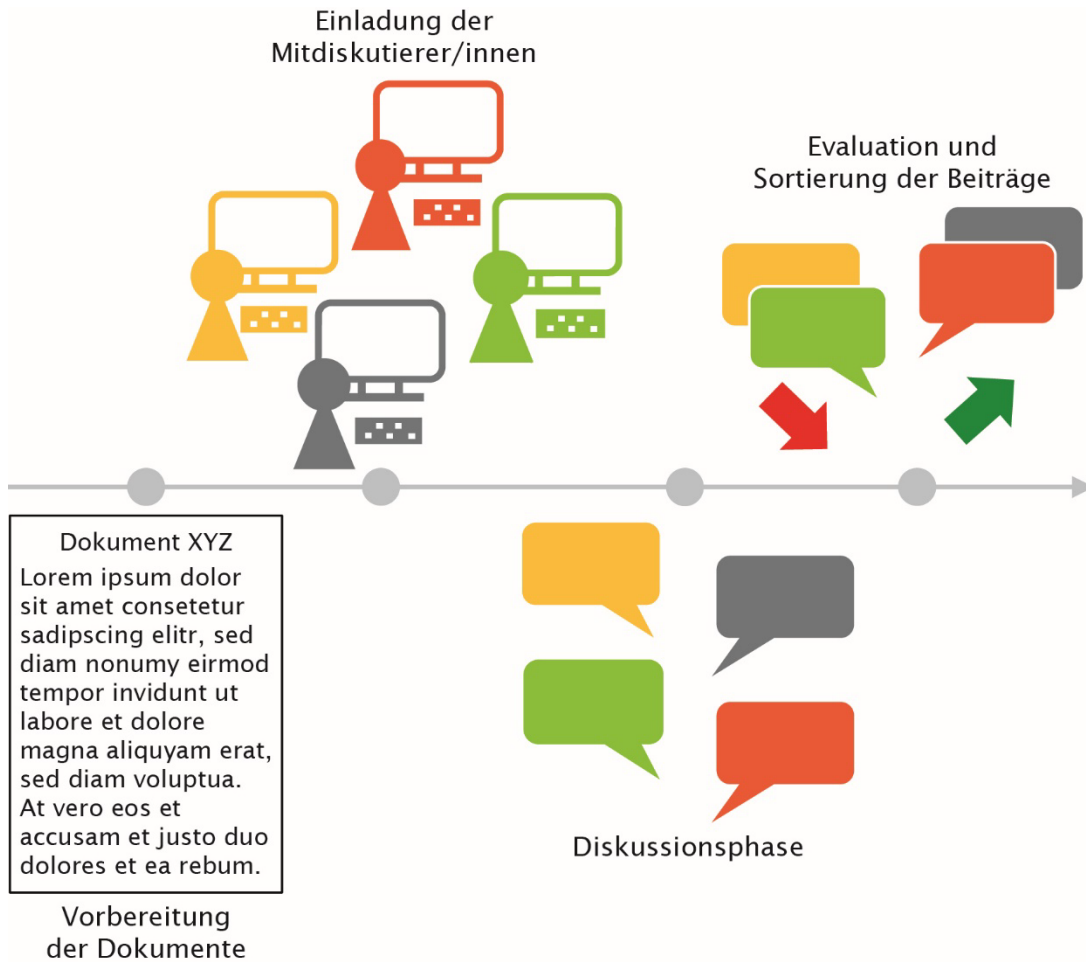 Einladung der
Mitdiskutierer/innen
Evaluation und
Sortierung der Beiträge
Dokument XYZ
Lorem ipsum dolor
sit amet consetetur
sadipscing elitr, sed
diam nonumy eirmod
tempor invidunt ut
labore et dolore
magna aliquyam erat,
sed diam voluptua.
At vero eos et
accusam et justo duo
dolores et ea rebum.
Vorbereitung
der Dokumente
Diskussionsphase